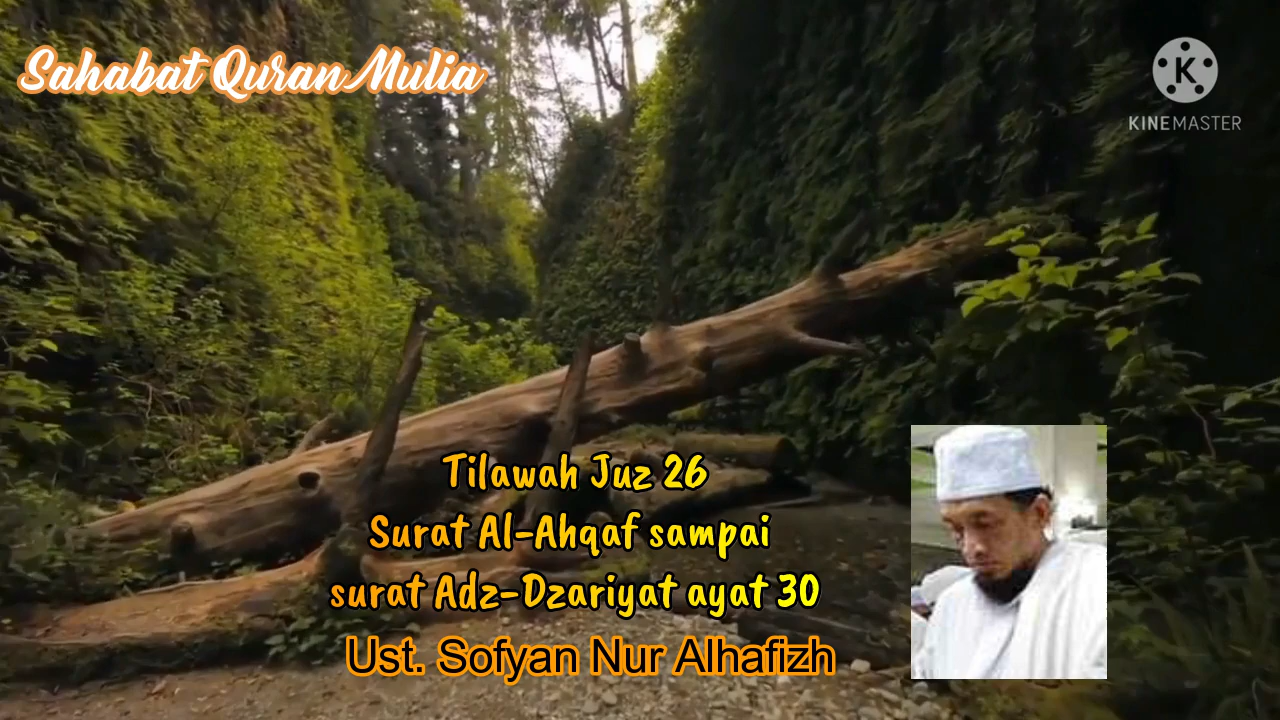 Sahabat Quran Mulia
K
KINEMASTER
Tilawah Juz 26
Surat Al-Ahqaf sampai
surat Adz-Dzariyat ayat 30
Ust. Sofyan Nur Alhafizh